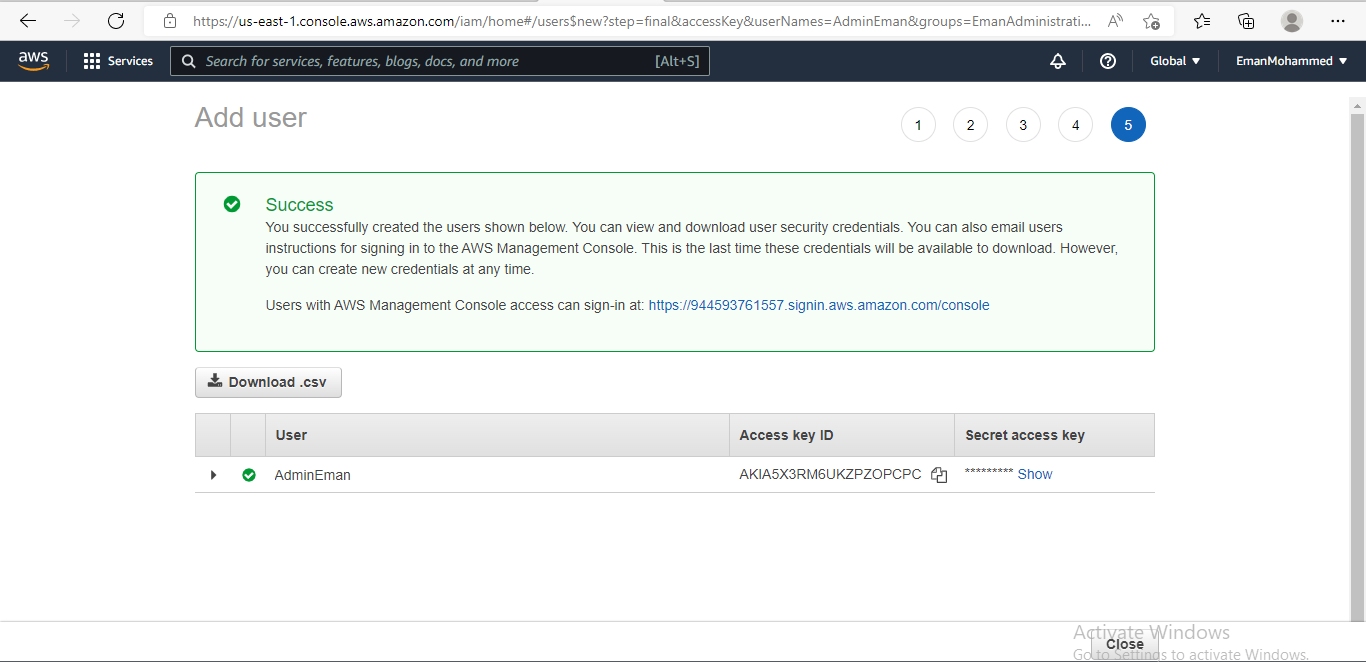 https://us-east-1.console.aws.amazon.com/iam/home#/users$new?step=final&accessKey&userNames=AdminEman&groups=EmanAdministrati...
aws
Services
Search for services, features, blogs, docs, and more
[Alt+S]
Global
EmanMohammed
Add user
1
2
3
4
5
Success
You successfully created the users shown below. You can view and download user security credentials. You can also email users
instructions for signing in to the AWS Management Console. This is the last time these credentials will be available to download. However,
you can create new credentials at any time.
Users with AWS Management Console access can sign-in at: https://944593761557.signin.aws.amazon.com/console
Download .csv
User
Access key ID
Secret access key
AdminEman
AKIA5X3RM6UKZPZOPCPC
********* Show
Activate Windows
Close
Go to Settings to activate Windows.